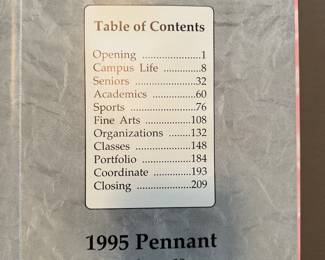 Table of Contents
Opening ..................1
Campus Life ............8
Seniors ...................32
Academics .............60
Sports .....................76
Fine Arts ...............108
Organizations ........132
Classes ..................148
Portfolio ................184
Coordinate ............193
Closing ..................209
1995 Pennant